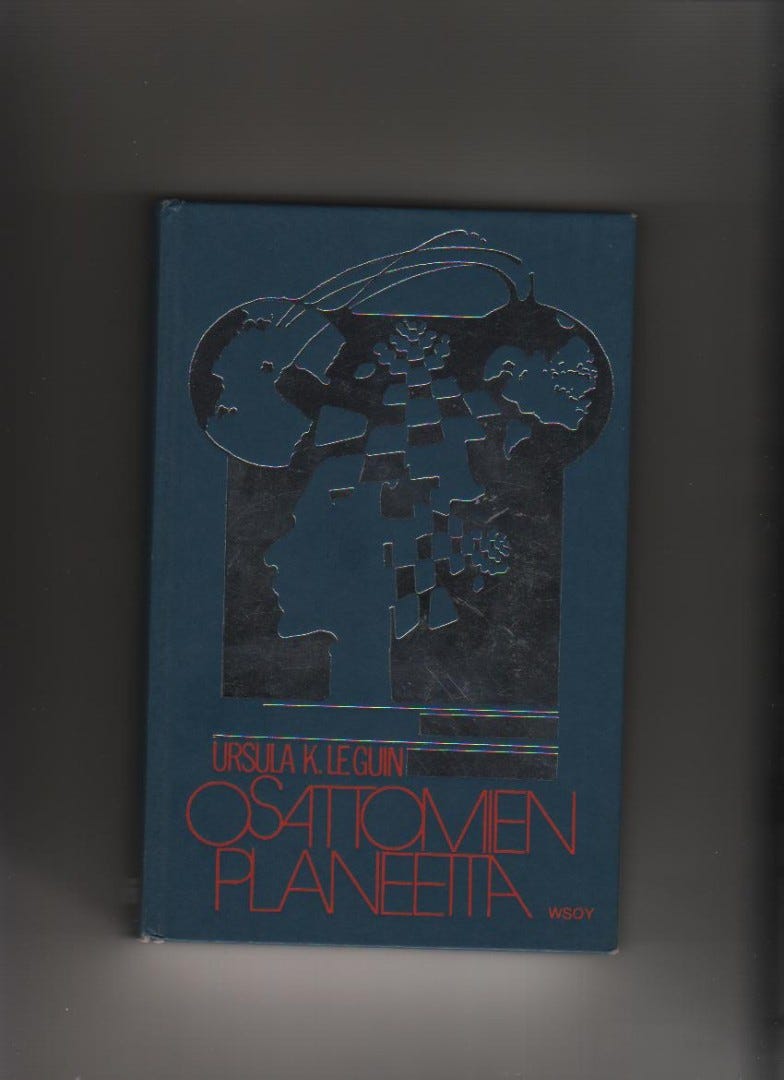 URSULA K. LE GUIN
OSATTOMIEN
PLANEETTA
WSOY